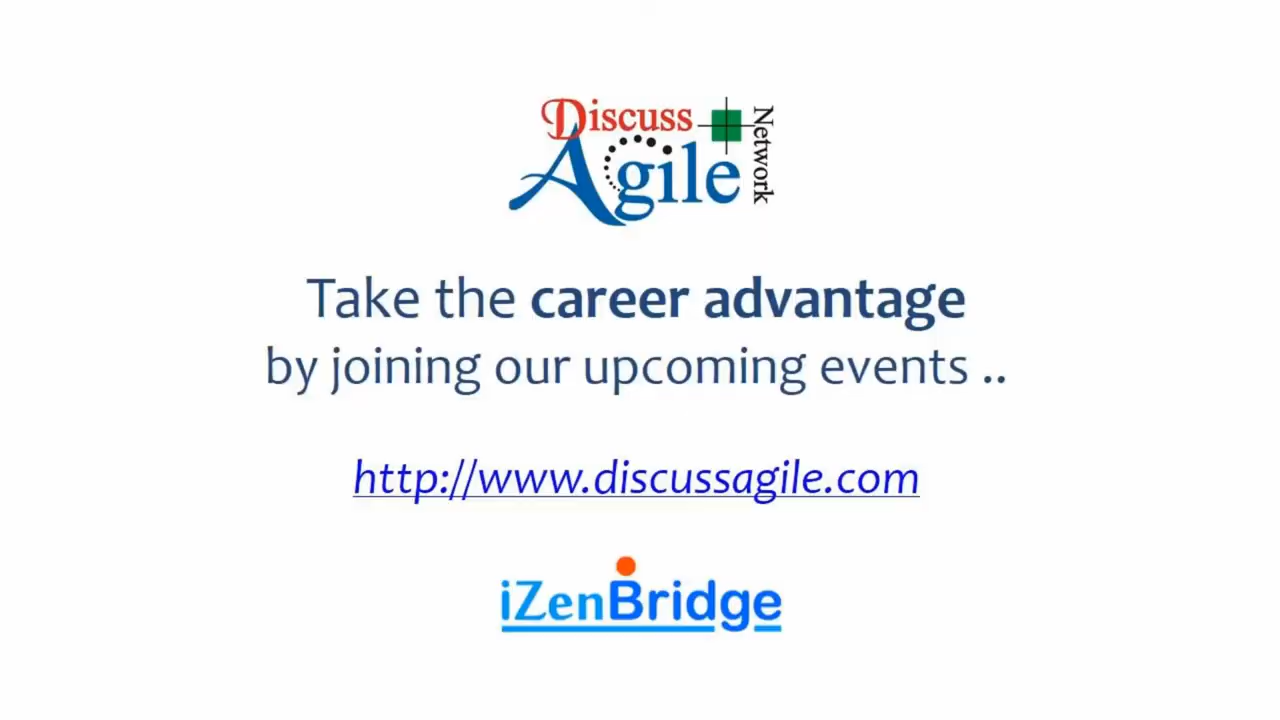 Discuss
Agile
Network
Take the career advantage
by joining our upcoming events ..
http://www.discussagile.com
iZenBridge